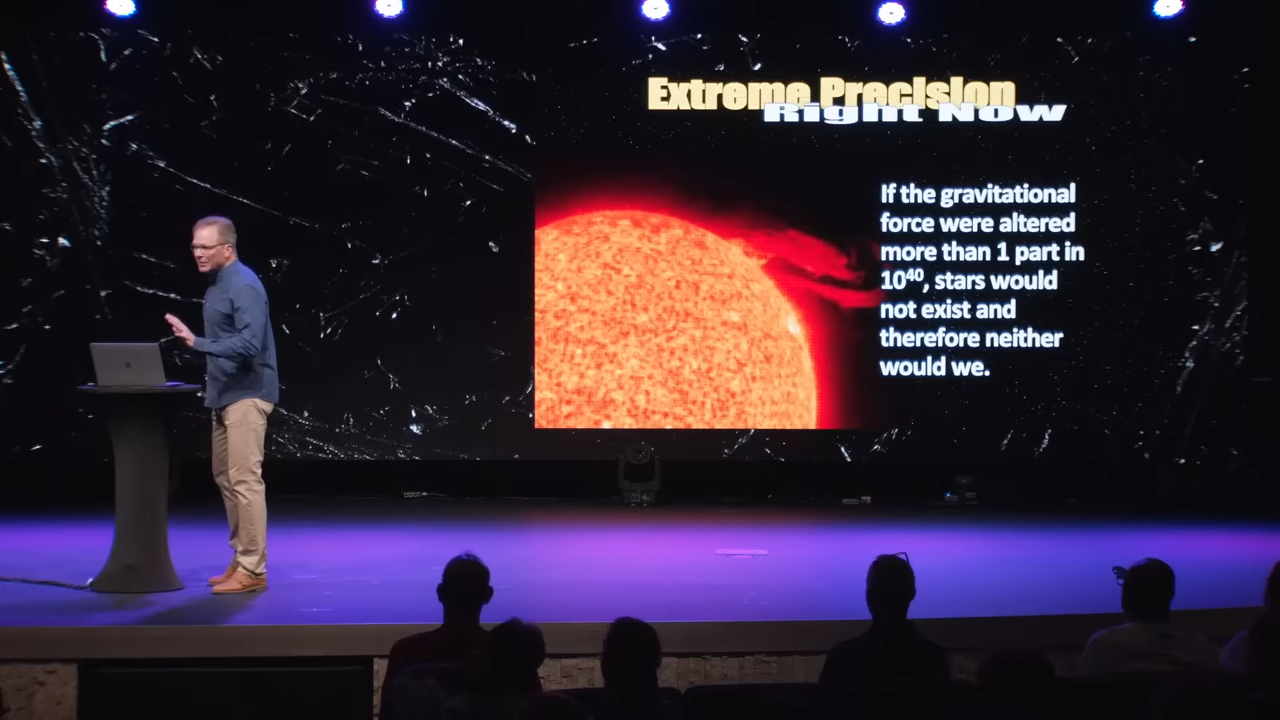 Extreme Precision
Right Now
If the gravitational
force were altered
more than 1 part in
10⁴⁰, stars would
not exist and
therefore neither
would we.